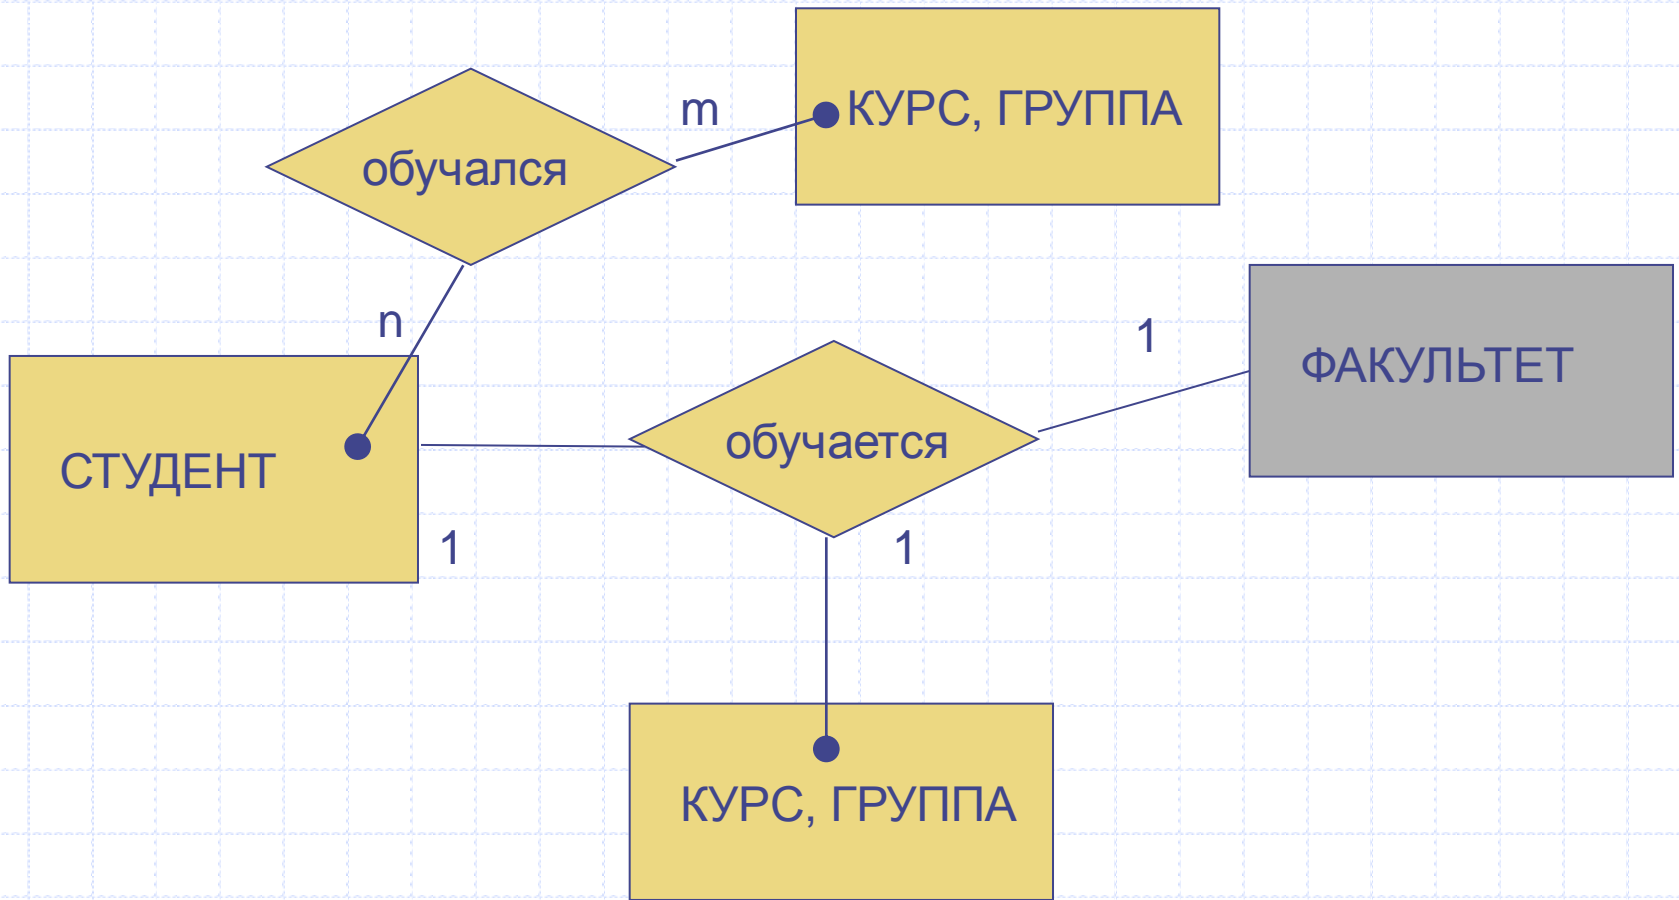 m
КУРС, ГРУППА
обучался
n
1
ФАКУЛЬТЕТ
обучается
СТУДЕНТ
1
1
КУРС, ГРУППА